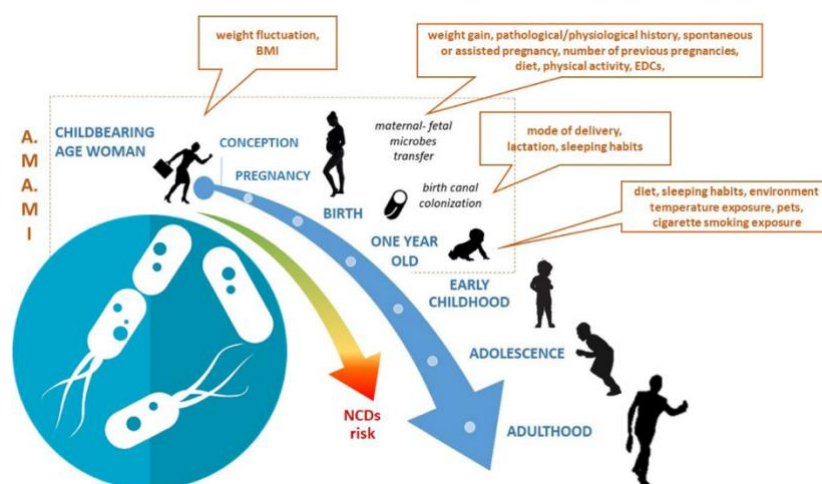 weight fluctuation,
BMI
weight gain, pathological/physiological history, spontaneous
or assisted pregnancy, number of previous pregnancies,
diet, physical activity, EDCs,
A.
M
A.
M
I
CHILDBEARING
AGE WOMAN
CONCEPTION
PREGNANCY
maternal- fetal
microbes
transfer
mode of delivery,
lactation, sleeping habits
BIRTH
birth canal
colonization
diet, sleeping habits, environment
temperature exposure, pets,
cigarette smoking exposure
ONE YEAR
OLD
EARLY
CHILDHOOD
ADOLESCENCE
NCDs
risk
ADULTHOOD